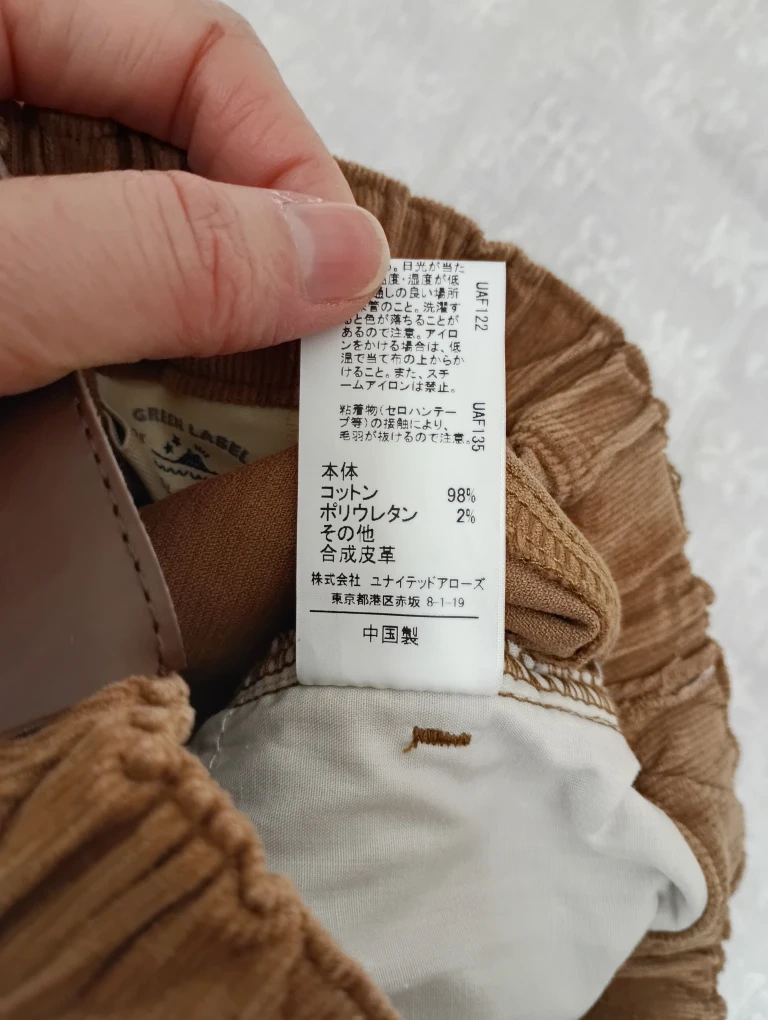 。日光が当た
温度・湿度が低
通しの良い場所
保管のこと。洗濯す
ると色が落ちることが
あるので注意。アイロ
ンをかける場合は、低
温で当て布の上からか
けること。また、スチ
ームアイロンは禁止。
UAF122
粘着物(セロハンテー
プ等)の接触により、
毛羽が抜けるので注意。
UAF135
本体
コットン 98%
ポリウレタン 2%
その他
合成皮革
株式会社 ユナイテッドアローズ
東京都港区赤坂 8-1-19
中国製
GREEN LABEL